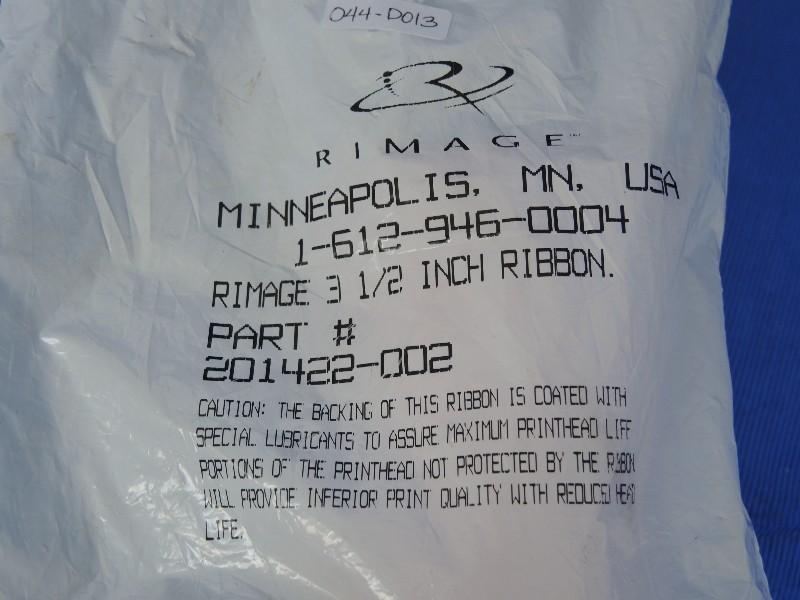 044-D013
RIMAGE™
MINNEAPOLIS, MN, USA
1-612-946-0004
RIMAGE 3 1/2 INCH RIBBON.
PART #
201422-002
CAUTION: THE BACKING OF THIS RIBBON IS COATED WITH
SPECIAL LUBRICANTS TO ASSURE MAXIMUM PRINTHEAD LIFE
PORTIONS OF THE PRINTHEAD NOT PROTECTED BY THE RIBBON
WILL PROVIDE INFERIOR PRINT QUALITY WITH REDUCED HEAD
LIFE.